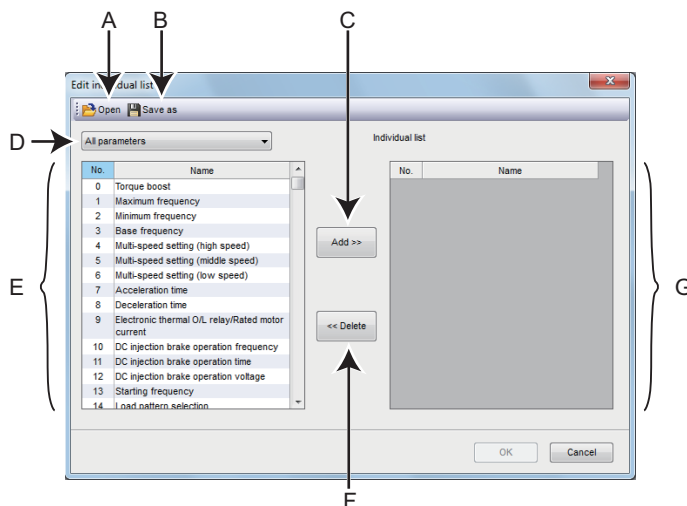 A
B
C
Edit individual list
Open
Save as
D
All parameters
Individual list
No. Name
0 Torque boost
1 Maximum frequency
2 Minimum frequency
3 Base frequency
4 Multi-speed setting (high speed)
5 Multi-speed setting (middle speed)
6 Multi-speed setting (low speed)
7 Acceleration time
8 Deceleration time
9 Electronic thermal O/L relay/Rated motor
current
10 DC injection brake operation frequency
11 DC injection brake operation time
12 DC injection brake operation voltage
13 Starting frequency
14 Load pattern selection
E
Add >>
<< Delete
No. Name
G
OK
Cancel
F